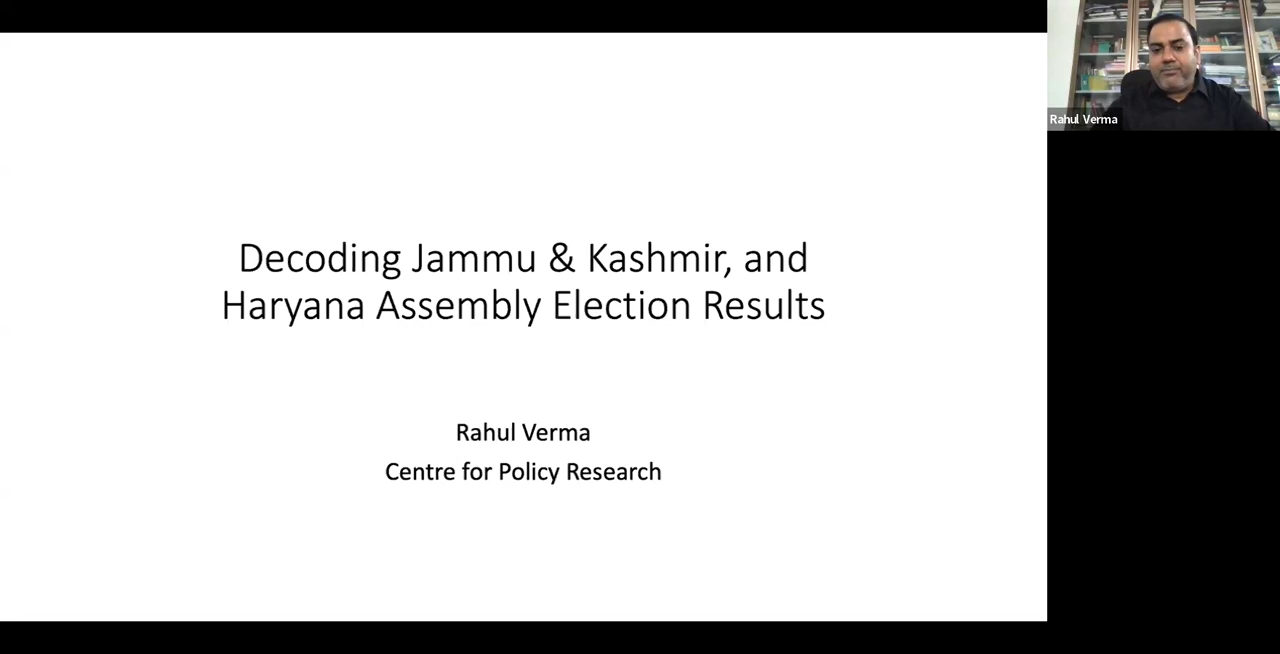 Decoding Jammu & Kashmir, and
Haryana Assembly Election Results
Rahul Verma
Centre for Policy Research
Rahul Verma